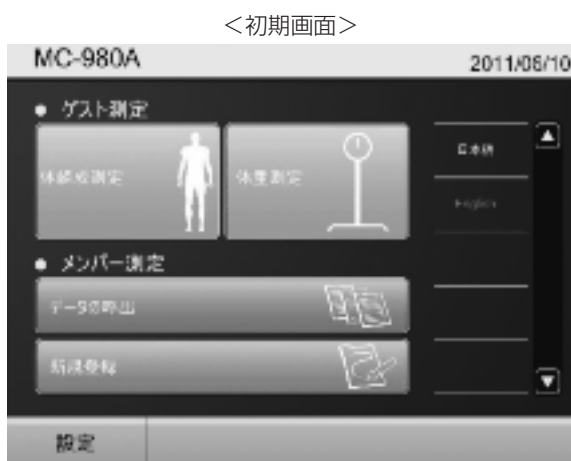 ＜初期画面＞
MC-980A
2011/06/10
● ゲスト測定
体組成測定
体重測定
日本語
English
● メンバー測定
データ呼出
新規登録
設定